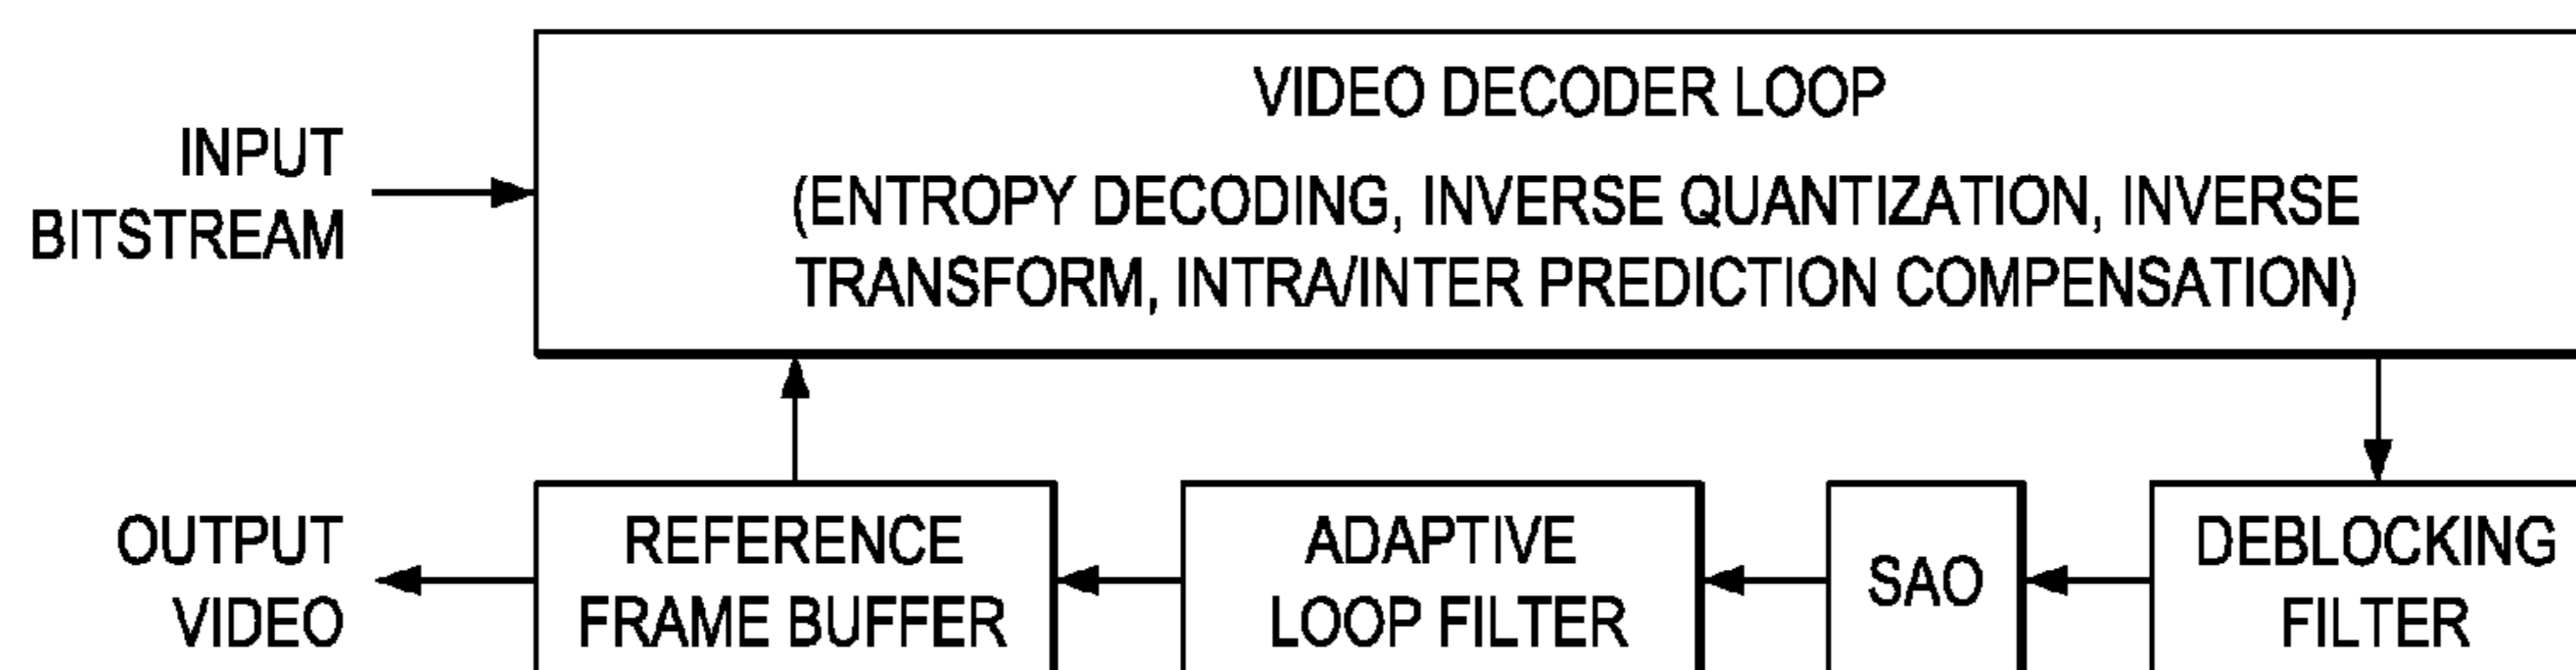 VIDEO DECODER LOOP
INPUT
BITSTREAM
(ENTROPY DECODING, INVERSE QUANTIZATION, INVERSE
TRANSFORM, INTRA/INTER PREDICTION COMPENSATION)
OUTPUT
VIDEO
REFERENCE
FRAME BUFFER
ADAPTIVE
LOOP FILTER
SAO
DEBLOCKING
FILTER